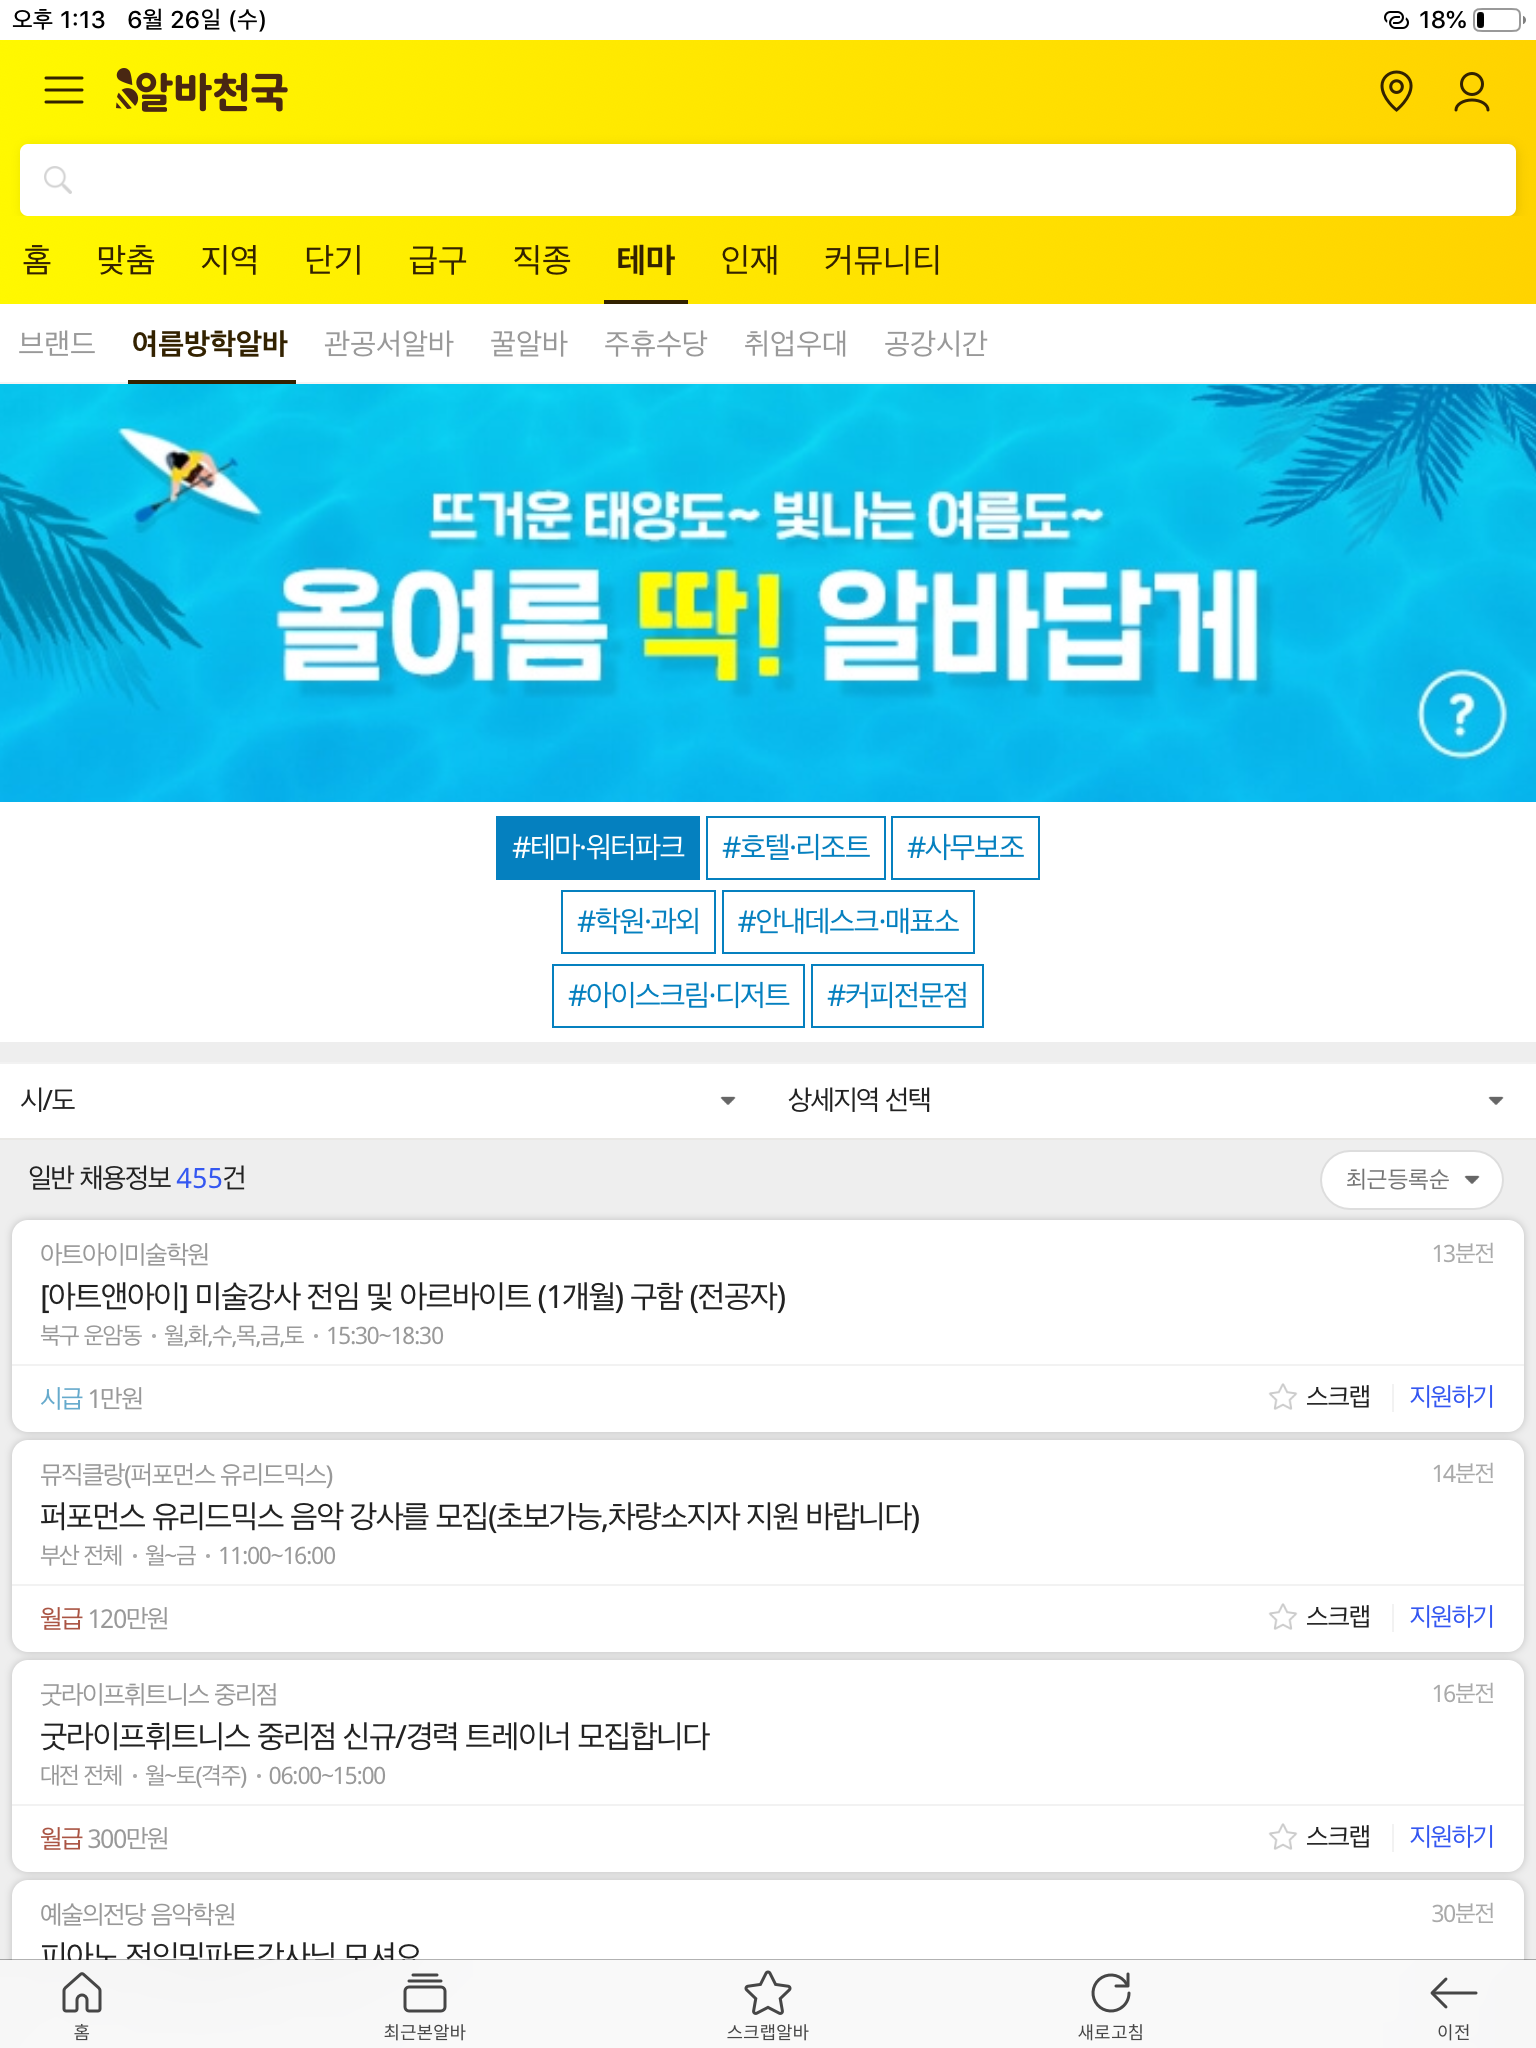 오후 1:13 6월 26일 (수) 18%
알바천국
홈 맞춤 지역 단기 급구 직종 테마 인재 커뮤니티
브랜드 여름방학알바 관공서알바 꿀알바 주휴수당 취업우대 공강시간
뜨거운 태양도~ 빛나는 여름도~
올여름 딱! 알바답게
?
#테마·워터파크 #호텔·리조트 #사무보조
#학원·과외 #안내데스크·매표소
#아이스크림·디저트 #커피전문점
시/도 상세지역 선택
일반 채용정보 455건 최근등록순
아트아이미술학원 13분전
[아트앤아이] 미술강사 전임 및 아르바이트 (1개월) 구함 (전공자)
북구 운암동 · 월,화,수,목,금,토 · 15:30~18:30
시급 1만원 스크랩 지원하기
뮤직클랑(퍼포먼스 유리드믹스) 14분전
퍼포먼스 유리드믹스 음악 강사를 모집(초보가능,차량소지자 지원 바랍니다)
부산 전체 · 월~금 · 11:00~16:00
월급 120만원 스크랩 지원하기
굿라이프휘트니스 중리점 16분전
굿라이프휘트니스 중리점 신규/경력 트레이너 모집합니다
대전 전체 · 월~토(격주) · 06:00~15:00
월급 300만원 스크랩 지원하기
예술의전당 음악학원 30분전
피아노 전임및파트강사님 모셔요
홈 최근본알바 스크랩알바 새로고침 이전